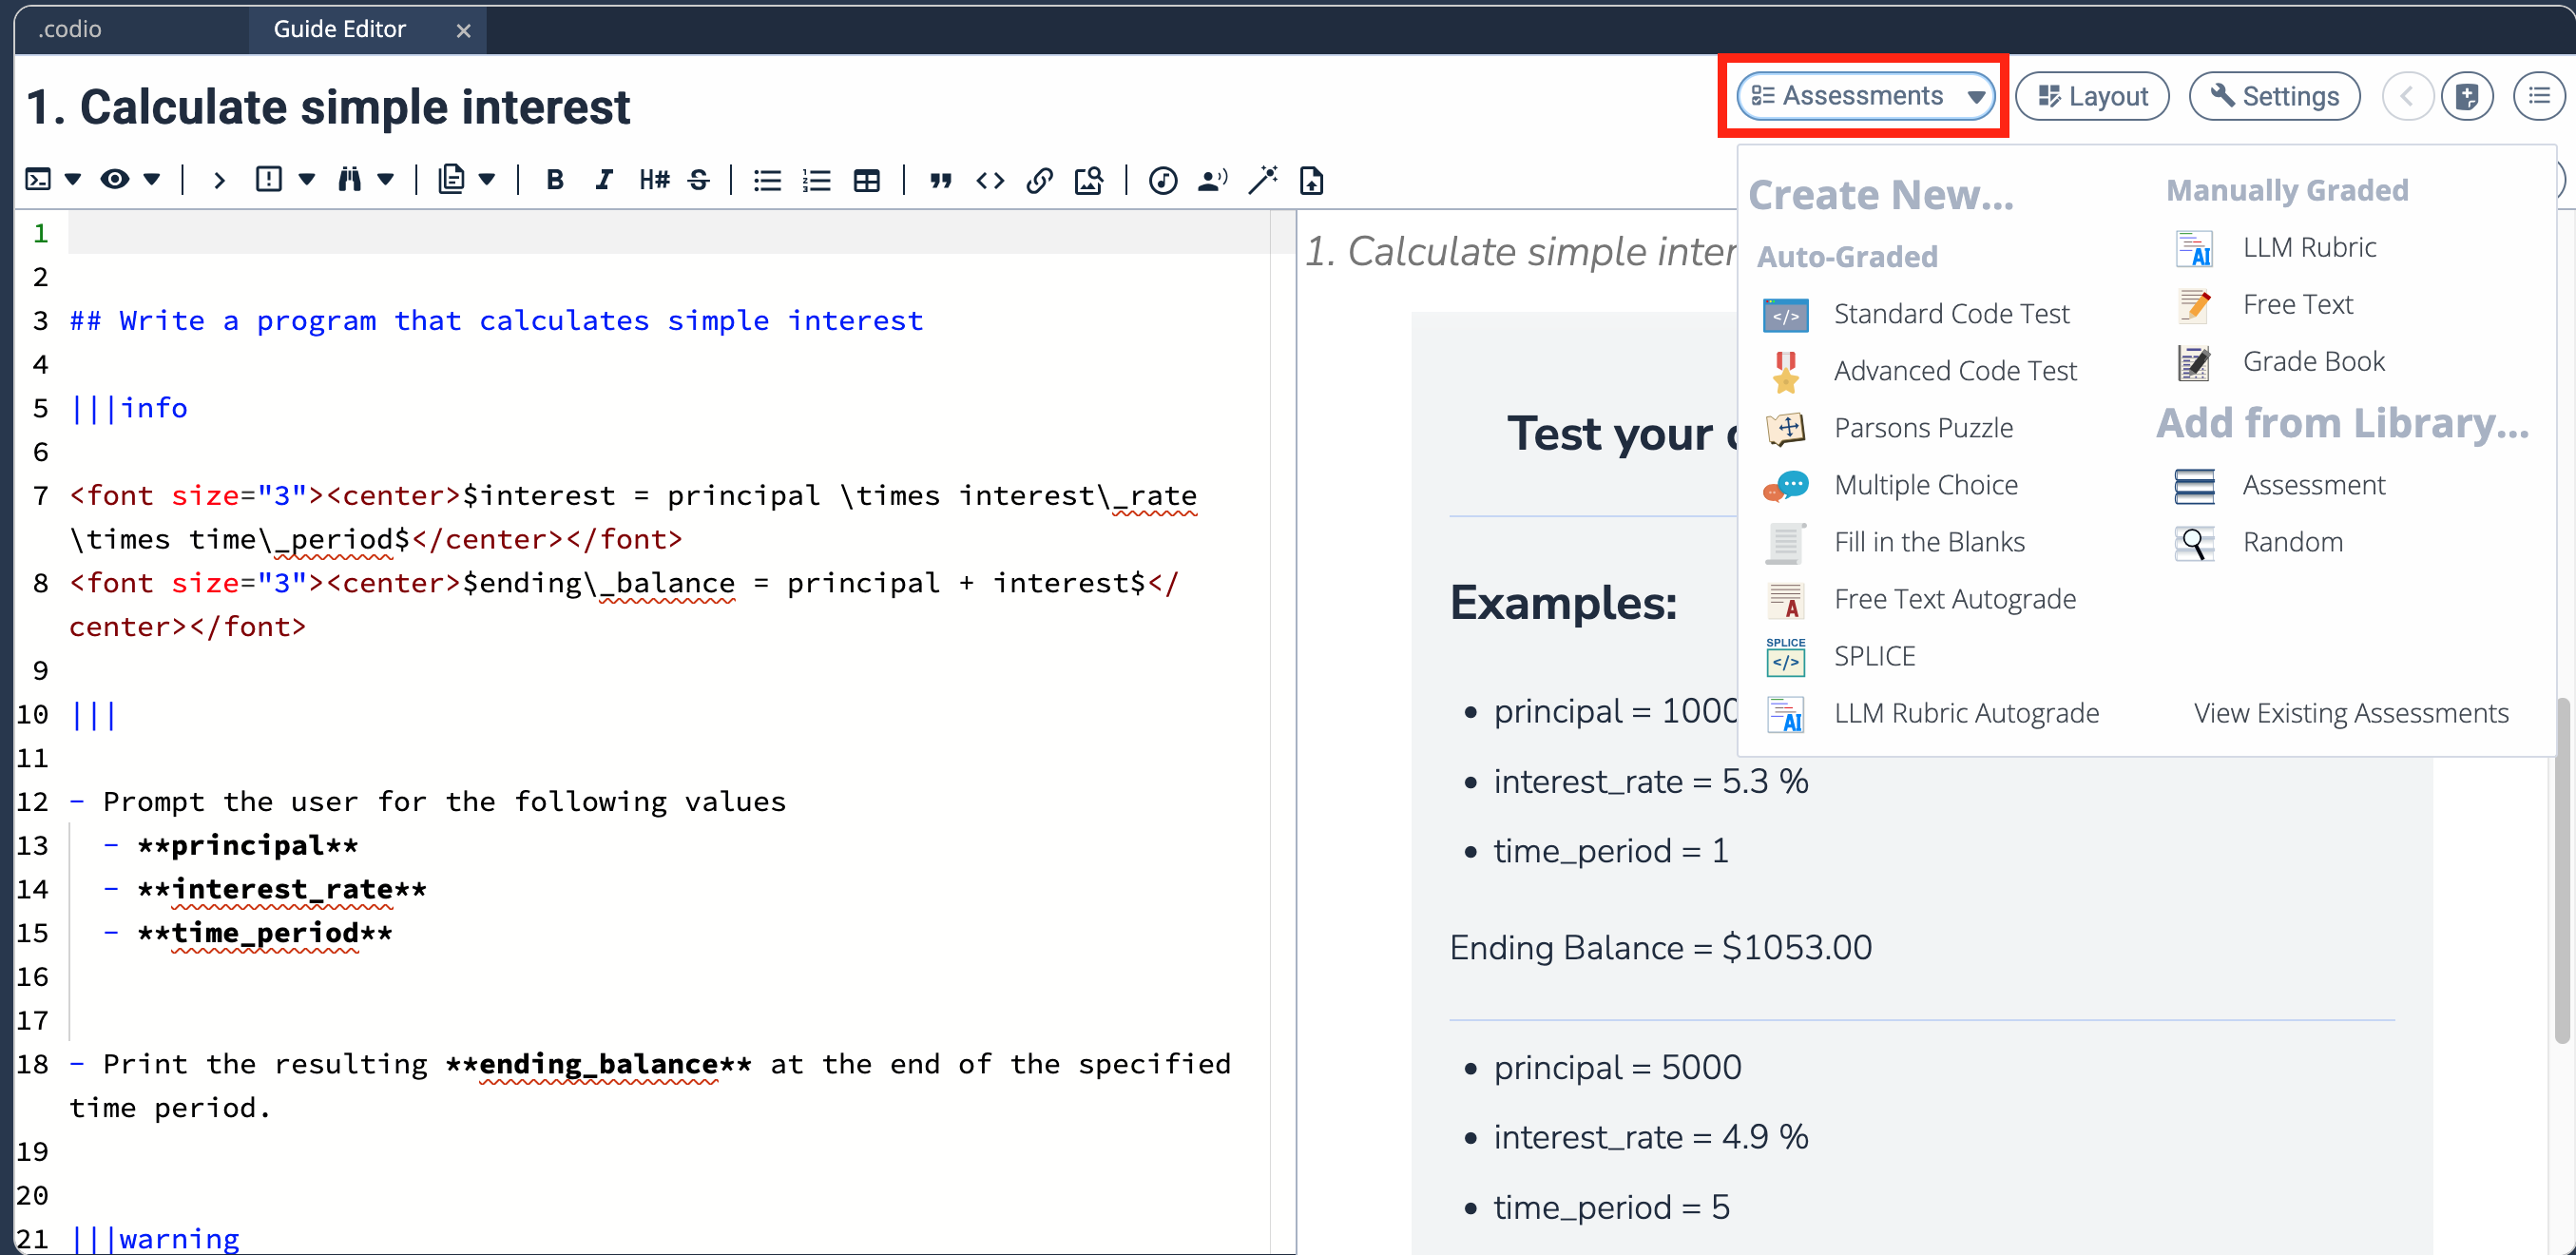 .codio
Guide Editor
1. Calculate simple interest
Assessments
Layout
Settings
H#
1
2
3 ## Write a program that calculates simple interest
4
5 |||info
6
7 <font size="3"><center>$interest = principal \times interest\_rate
\times time\_period$</center></font>
8 <font size="3"><center>$ending\_balance = principal + interest$</
center></font>
9
10 |||
11
12 - Prompt the user for the following values
13 - **principal**
14 - **interest_rate**
15 - **time_period**
16
17
18 - Print the resulting **ending_balance** at the end of the specified
time period.
19
20
21 |||warning
1. Calculate simple inter
Test your
Examples:
• principal = 1000
• interest_rate = 5.3 %
• time_period = 1
Ending Balance = $1053.00
• principal = 5000
• interest_rate = 4.9 %
• time_period = 5
Create New...
Auto-Graded
Standard Code Test
Advanced Code Test
Parsons Puzzle
Multiple Choice
Fill in the Blanks
Free Text Autograde
SPLICE
LLM Rubric Autograde
Manually Graded
LLM Rubric
Free Text
Grade Book
Add from Library...
Assessment
Random
View Existing Assessments